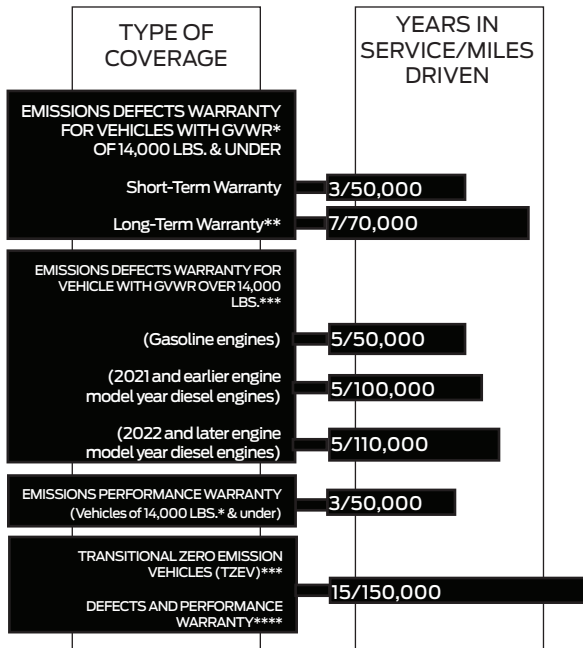 TYPE OF
COVERAGE
YEARS IN
SERVICE/MILES
DRIVEN
EMISSIONS DEFECTS WARRANTY
FOR VEHICLES WITH GVWR*
OF 14,000 LBS. & UNDER
Short-Term Warranty
3/50,000
Long-Term Warranty**
7/70,000
EMISSIONS DEFECTS WARRANTY FOR
VEHICLE WITH GVWR OVER 14,000
LBS.***
(Gasoline engines)
5/50,000
(2021 and earlier engine
model year diesel engines)
5/100,000
(2022 and later engine
model year diesel engines)
5/110,000
EMISSIONS PERFORMANCE WARRANTY
(Vehicles of 14,000 LBS.* & under)
3/50,000
TRANSITIONAL ZERO EMISSION
VEHICLES (TZEV)***
DEFECTS AND PERFORMANCE
WARRANTY****
15/150,000